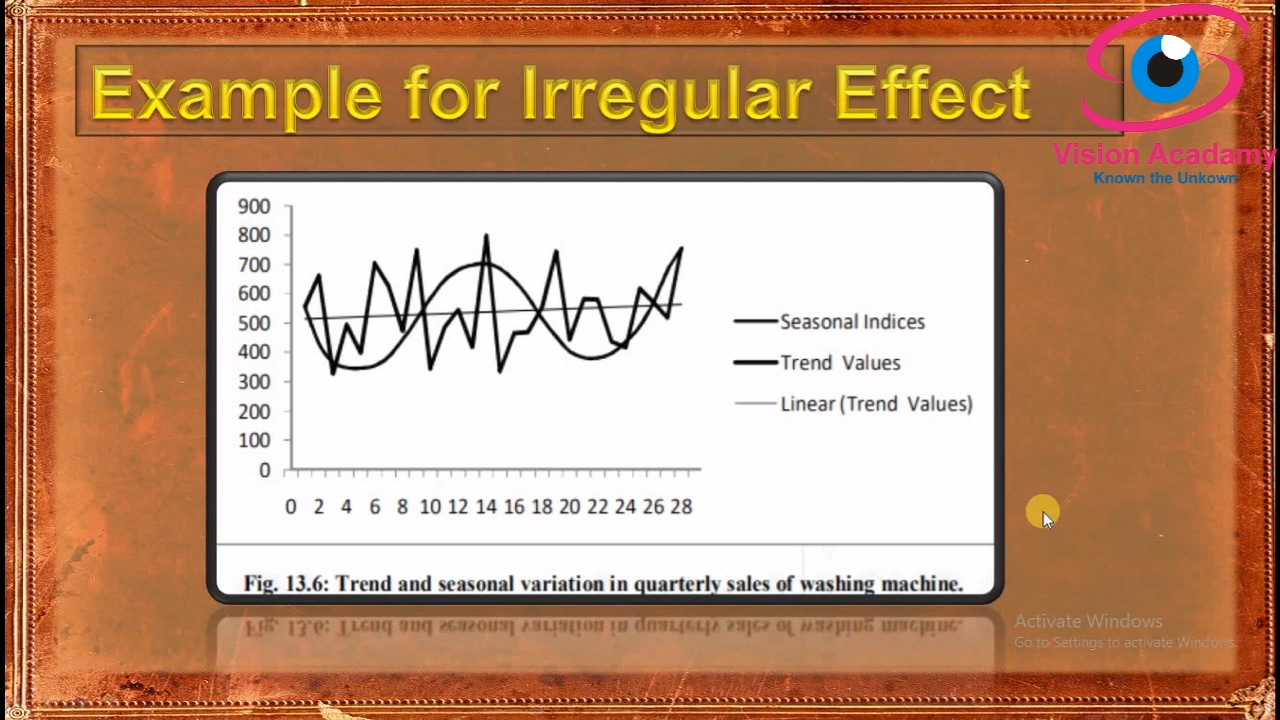 Example for Irregular Effect
Vision Acadamy
Known the Unkown
900
800
700
600
500
400
300
200
100
0
0 2 4 6 8 10 12 14 16 18 20 22 24 26 28
Seasonal Indices
Trend Values
Linear (Trend Values)
Fig. 13.6: Trend and seasonal variation in quarterly sales of washing machine.
Activate Windows
Go to Settings to activate Windows.